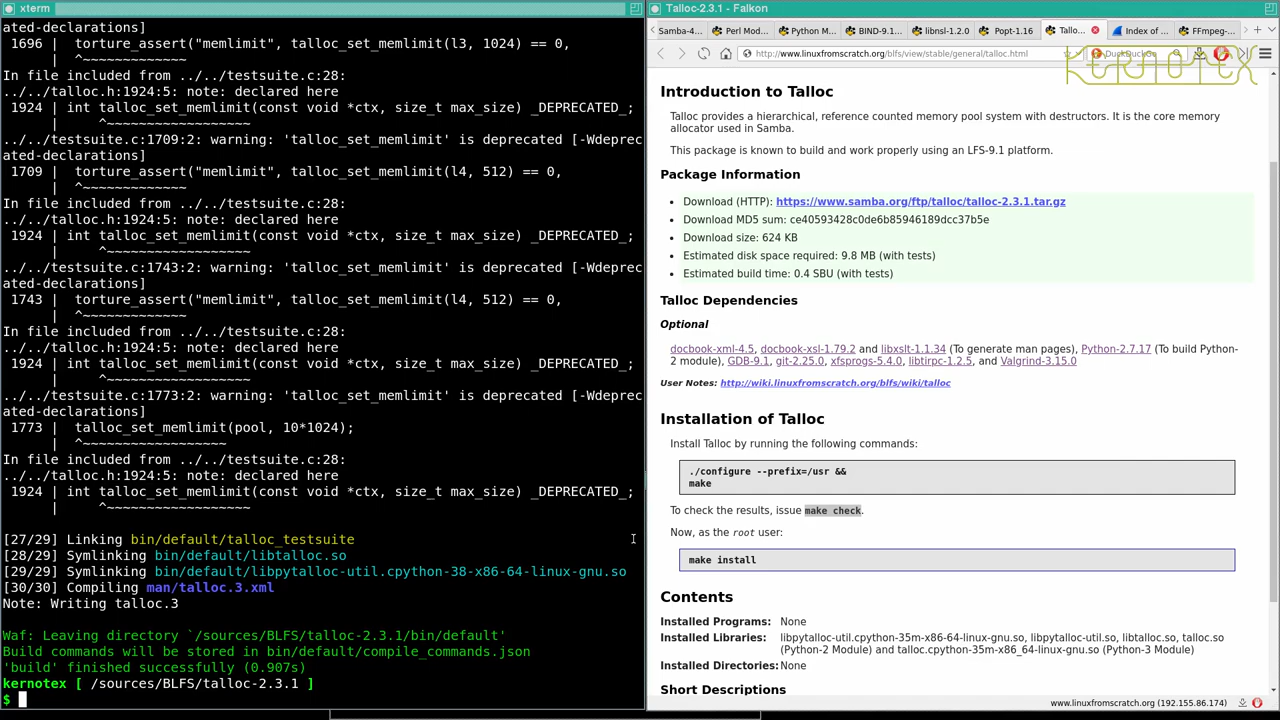 xterm
ated-declarations]
 1696 |  torture_assert("memlimit", talloc_set_memlimit(l3, 1024) == 0,
      |  ^~~~~~~~~~~~~~
In file included from ../../testsuite.c:28:
../../talloc.h:1924:5: note: declared here
 1924 | int talloc_set_memlimit(const void *ctx, size_t max_size) _DEPRECATED_;
      |     ^~~~~~~~~~~~~~~~~~~
../../testsuite.c:1709:2: warning: 'talloc_set_memlimit' is deprecated [-Wdeprec
ated-declarations]
 1709 |  torture_assert("memlimit", talloc_set_memlimit(l4, 512) == 0,
      |  ^~~~~~~~~~~~~~
In file included from ../../testsuite.c:28:
../../talloc.h:1924:5: note: declared here
 1924 | int talloc_set_memlimit(const void *ctx, size_t max_size) _DEPRECATED_;
      |     ^~~~~~~~~~~~~~~~~~~
../../testsuite.c:1743:2: warning: 'talloc_set_memlimit' is deprecated [-Wdeprec
ated-declarations]
 1743 |  torture_assert("memlimit", talloc_set_memlimit(l4, 512) == 0,
      |  ^~~~~~~~~~~~~~
In file included from ../../testsuite.c:28:
../../talloc.h:1924:5: note: declared here
 1924 | int talloc_set_memlimit(const void *ctx, size_t max_size) _DEPRECATED_;
      |     ^~~~~~~~~~~~~~~~~~~
../../testsuite.c:1773:2: warning: 'talloc_set_memlimit' is deprecated [-Wdeprec
ated-declarations]
 1773 |  talloc_set_memlimit(pool, 10*1024);
      |  ^~~~~~~~~~~~~~~~~~~
In file included from ../../testsuite.c:28:
../../talloc.h:1924:5: note: declared here
 1924 | int talloc_set_memlimit(const void *ctx, size_t max_size) _DEPRECATED_;
      |     ^~~~~~~~~~~~~~~~~~~
[27/29] Linking bin/default/talloc_testsuite
[28/29] Symlinking bin/default/libtalloc.so
[29/29] Symlinking bin/default/libpytalloc-util.cpython-38-x86-64-linux-gnu.so
[30/30] Compiling man/talloc.3.xml
Note: Writing talloc.3
Waf: Leaving directory `/sources/BLFS/talloc-2.3.1/bin/default'
Build commands will be stored in bin/default/compile_commands.json
'build' finished successfully (0.907s)
kernotex [ /sources/BLFS/talloc-2.3.1 ]
$
Talloc-2.3.1 - Falkon
Samba-4... Perl Mod... Python M... BIND-9.1... libnsl-1.2.0 Popt-1.16 Tallo... Index of ... FFmpeg-...
http://www.linuxfromscratch.org/blfs/view/stable/general/talloc.html DuckDuckGo
KERNOTEX
Introduction to Talloc
Talloc provides a hierarchical, reference counted memory pool system with destructors. It is the core memory
allocator used in Samba.
This package is known to build and work properly using an LFS-9.1 platform.
Package Information
• Download (HTTP): https://www.samba.org/ftp/talloc/talloc-2.3.1.tar.gz
• Download MD5 sum: ce40593428c0de6b85946189dcc37b5e
• Download size: 624 KB
• Estimated disk space required: 9.8 MB (with tests)
• Estimated build time: 0.4 SBU (with tests)
Talloc Dependencies
Optional
docbook-xml-4.5, docbook-xsl-1.79.2 and libxslt-1.1.34 (To generate man pages), Python-2.7.17 (To build Python-
2 module), GDB-9.1, git-2.25.0, xfsprogs-5.4.0, libtirpc-1.2.5, and Valgrind-3.15.0
User Notes: http://wiki.linuxfromscratch.org/blfs/wiki/talloc
Installation of Talloc
Install Talloc by running the following commands:
./configure --prefix=/usr &&
make
To check the results, issue make check.
Now, as the root user:
make install
Contents
Installed Programs: None
Installed Libraries: libpytalloc-util.cpython-35m-x86-64-linux-gnu.so, libpytalloc-util.so, libtalloc.so, talloc.so
(Python-2 Module) and talloc.cpython-35m-x86_64-linux-gnu.so (Python-3 Module)
Installed Directories: None
Short Descriptions
www.linuxfromscratch.org (192.155.86.174)